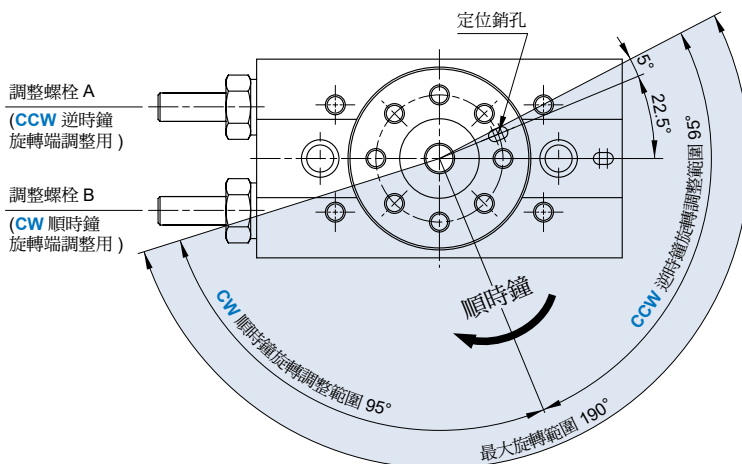 定位銷孔
調整螺栓 A
(CCW 逆時鐘
旋轉端調整用 )
調整螺栓 B
(CW 順時鐘
旋轉端調整用 )
5°
22.5°
CCW 逆時鐘旋轉調整範圍 95°
順時鐘
CW 順時鐘旋轉調整範圍 95°
最大旋轉範圍 190°